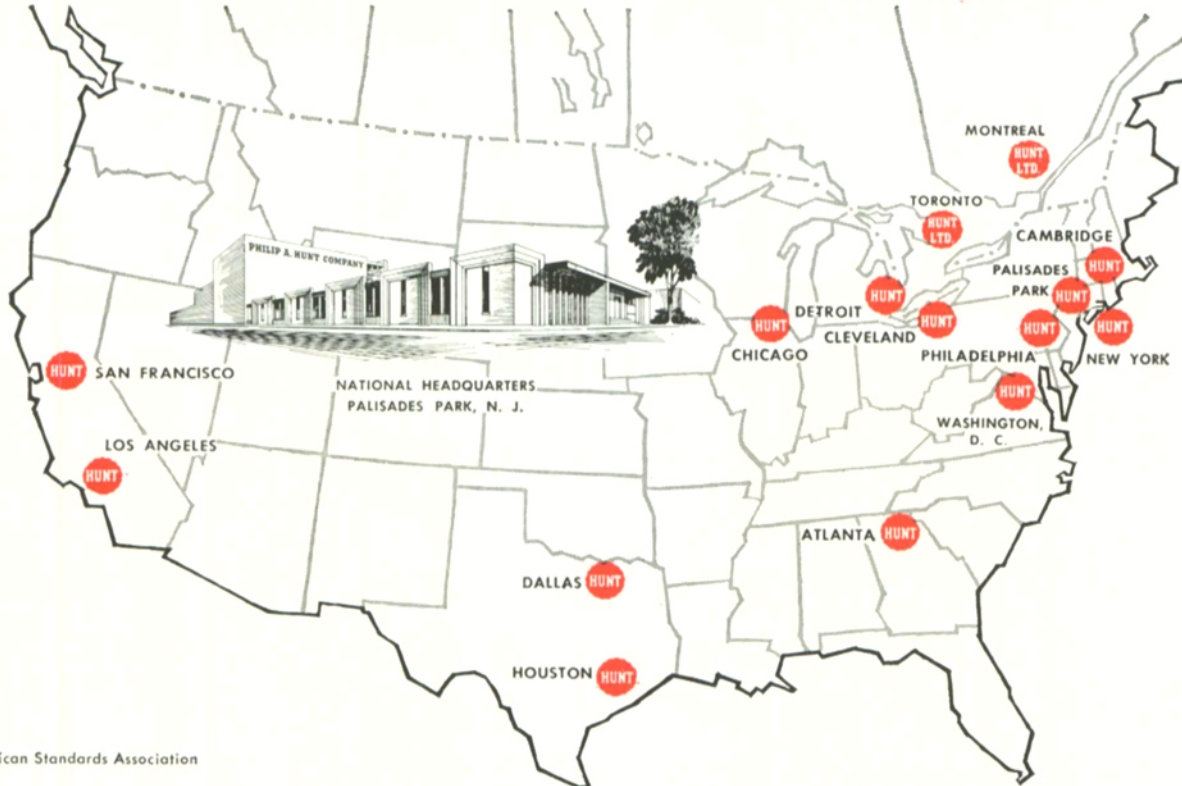 MONTREAL
HUNT
LTD.
TORONTO
HUNT
LTD.
CAMBRIDGE
HUNT
PHILIP A. HUNT COMPANY
PALISADES
PARK
HUNT
DETROIT
HUNT
CLEVELAND
HUNT
HUNT
CHICAGO
HUNT
PHILADELPHIA
HUNT
NEW YORK
HUNT
SAN FRANCISCO
NATIONAL HEADQUARTERS
PALISADES PARK, N. J.
HUNT
WASHINGTON,
D. C.
LOS ANGELES
HUNT
ATLANTA
HUNT
DALLAS
HUNT
HOUSTON
HUNT
ican Standards Association